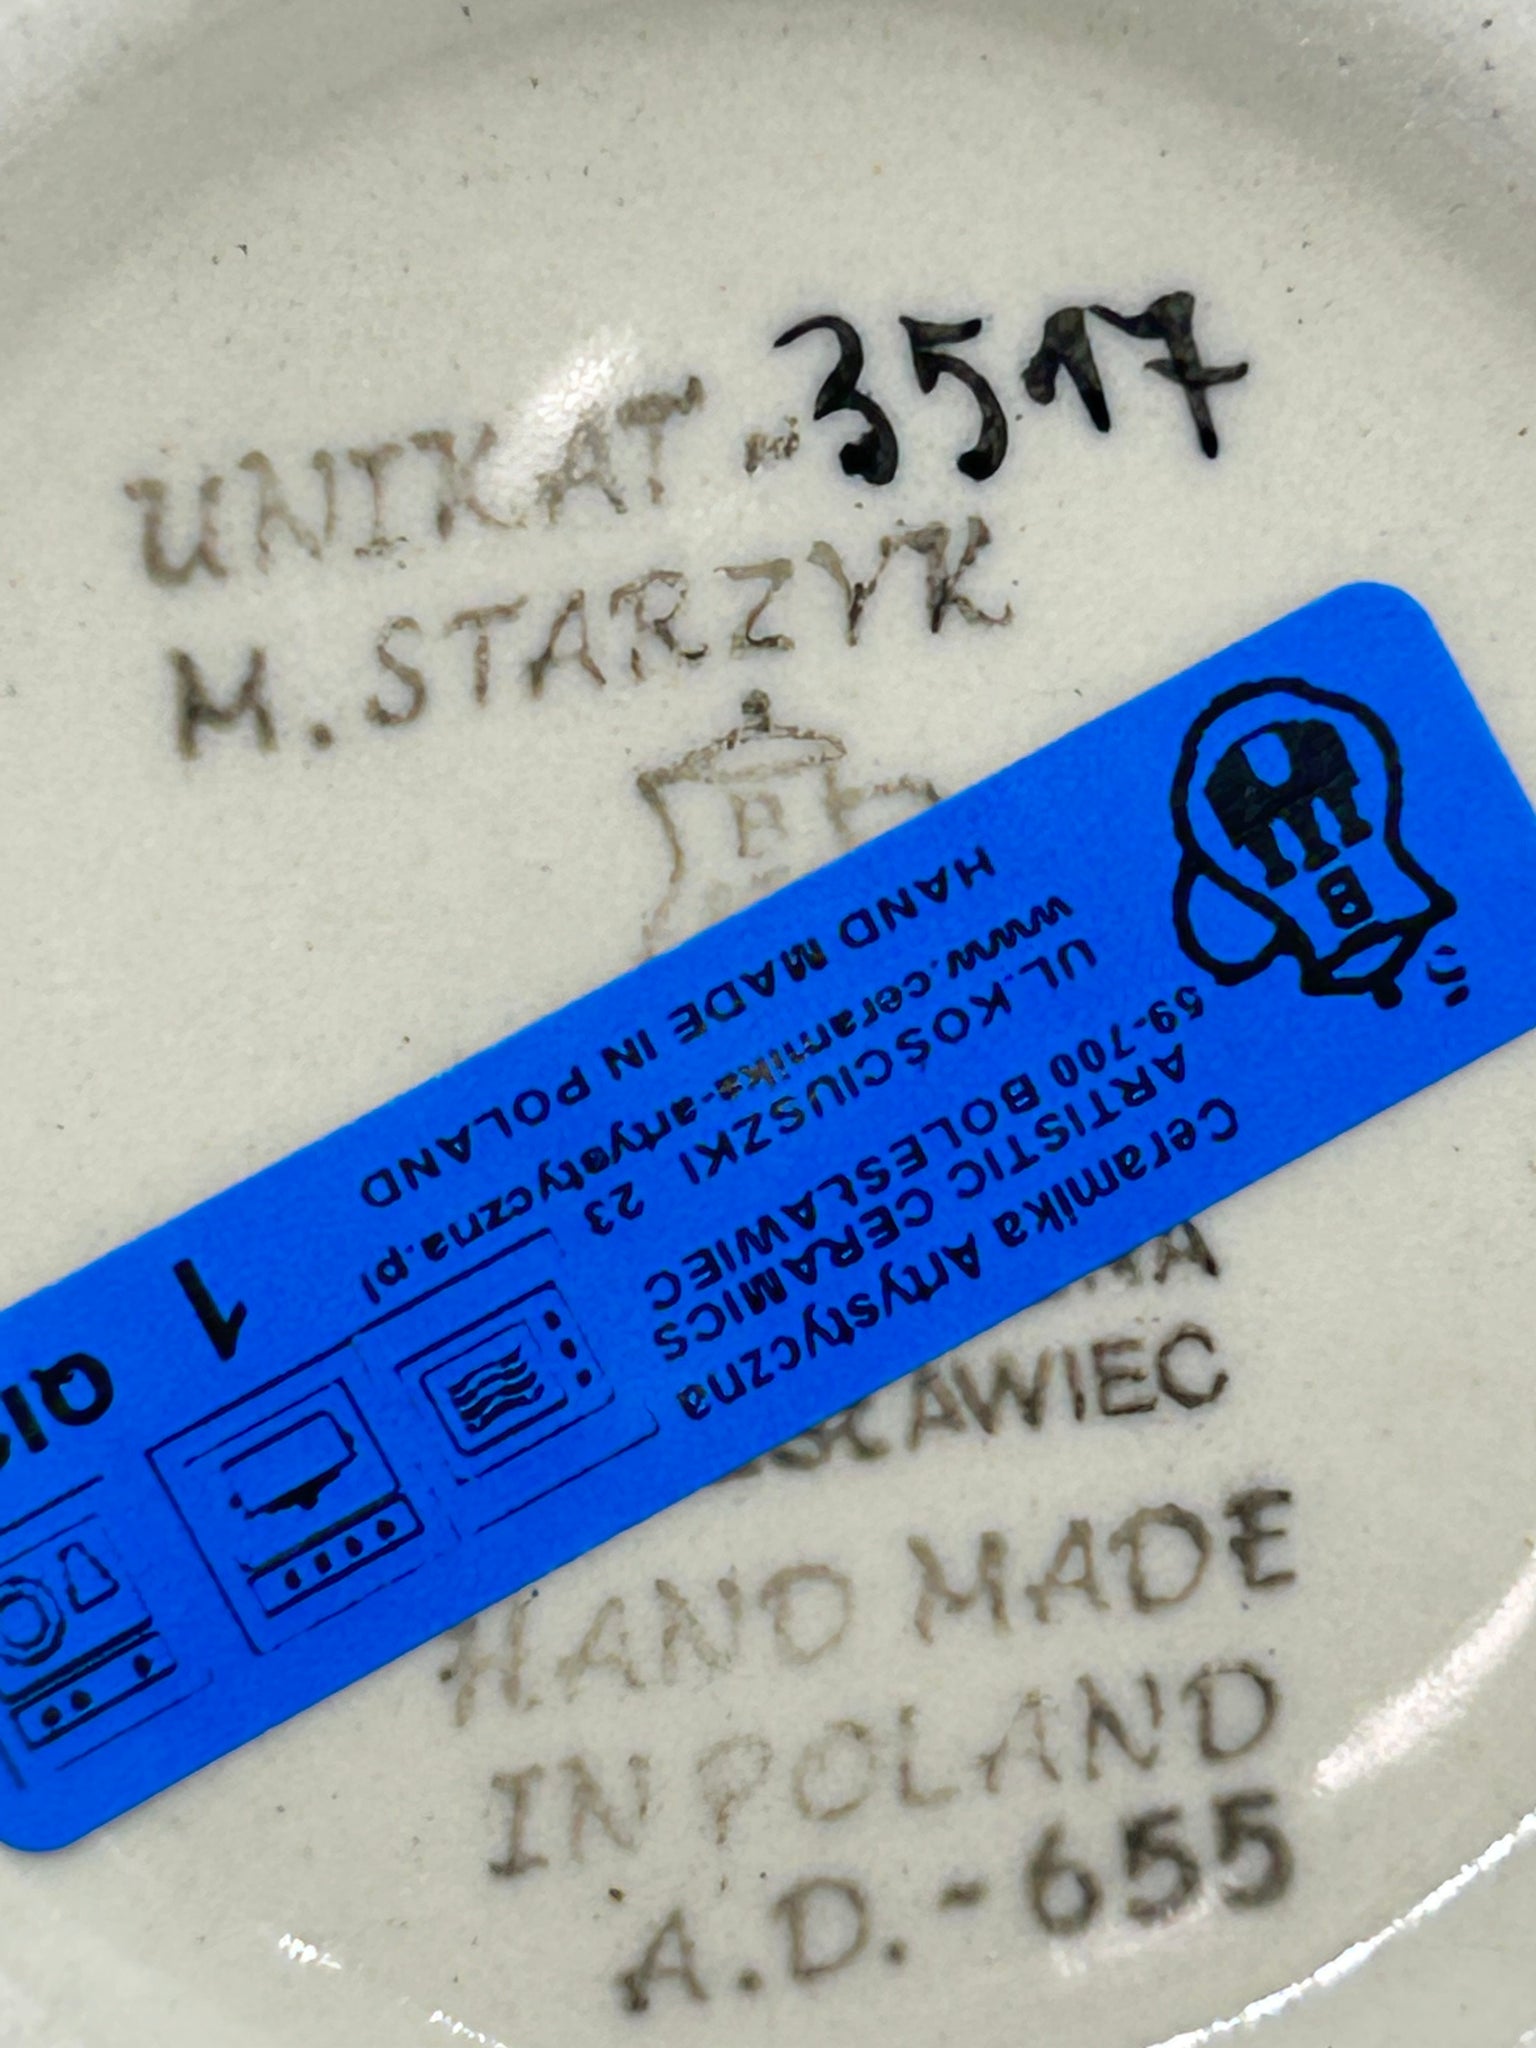 UNIKAT - 3517
M. STARZYK
B
LAWIEC
HAND MADE
IN POLAND
A.D. - 655
B
Ceramika Artystyczna
ARTISTIC CERAMICS
59-700 BOLESŁAWIEC
UL. KOŚCIUSZKI 23
www.ceramika-artystyczna.pl
HAND MADE IN POLAND
1